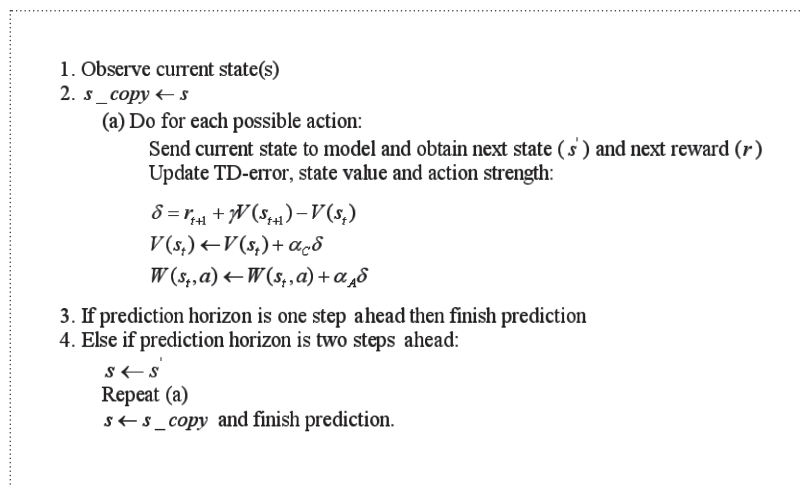 1. Observe current state(s)
2. s_copy ← s
(a) Do for each possible action:
Send current state to model and obtain next state (s') and next reward (r)
Update TD-error, state value and action strength:
δ = r_{t+1} + γV(s_{t+1}) − V(s_t)
V(s_t) ← V(s_t) + α_C δ
W(s_t, a) ← W(s_t, a) + α_A δ
3. If prediction horizon is one step ahead then finish prediction
4. Else if prediction horizon is two steps ahead:
s ← s'
Repeat (a)
s ← s_copy and finish prediction.